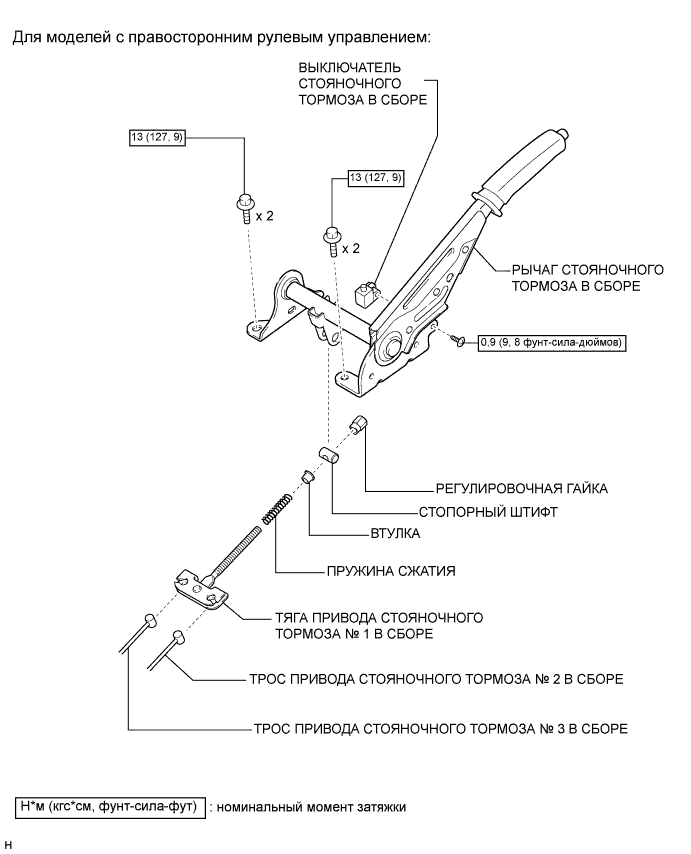 Для моделей с правосторонним рулевым управлением:
ВЫКЛЮЧАТЕЛЬ
СТОЯНОЧНОГО
ТОРМОЗА В СБОРЕ
13 (127, 9)
13 (127, 9)
x 2
x 2
РЫЧАГ СТОЯНОЧНОГО
ТОРМОЗА В СБОРЕ
0,9 (9, 8 фунт-сила-дюймов)
РЕГУЛИРОВОЧНАЯ ГАЙКА
СТОПОРНЫЙ ШТИФТ
ВТУЛКА
ПРУЖИНА СЖАТИЯ
ТЯГА ПРИВОДА СТОЯНОЧНОГО
ТОРМОЗА № 1 В СБОРЕ
ТРОС ПРИВОДА СТОЯНОЧНОГО ТОРМОЗА № 2 В СБОРЕ
ТРОС ПРИВОДА СТОЯНОЧНОГО ТОРМОЗА № 3 В СБОРЕ
Н*м (кгс*см, фунт-сила-фут) : номинальный момент затяжки
H